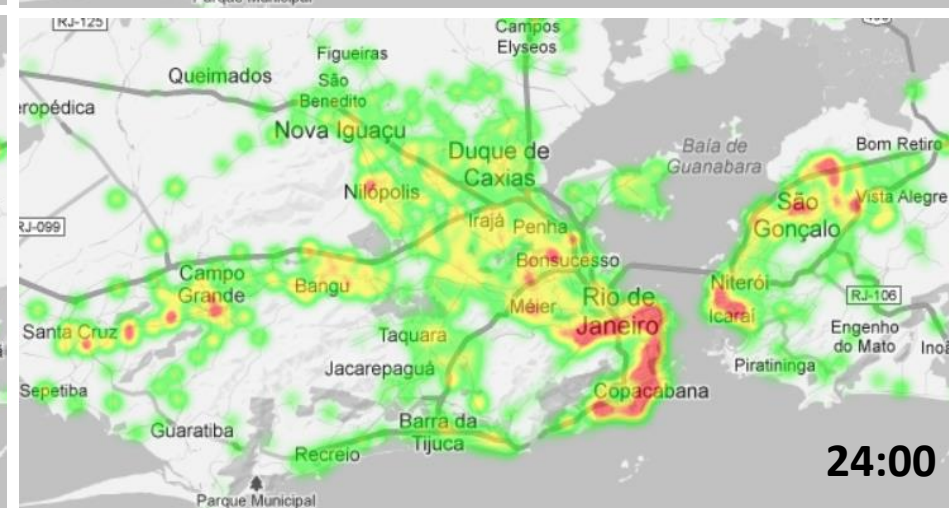 RJ-125
Campos
Elyseos
Figueiras
Queimados
São
Benedito
eropédica
Nova Iguaçu
Baía de
Guanabara
Bom Retiro
Duque de
Caxias
Nilópolis
São
Gonçalo
Vista Alegre
RJ-099
Irajá
Penha
Bonsucesso
Campo
Grande
Bangu
Niterói
Icaraí
RJ-106
Méier
Rio de
Janeiro
Santa Cruz
Taquara
Engenho
do Mato
Inoã
Jacarepaguá
Piratininga
Sepetiba
Copacabana
Guaratiba
Barra da
Tijuca
Recreio
24:00
Parque Municipal